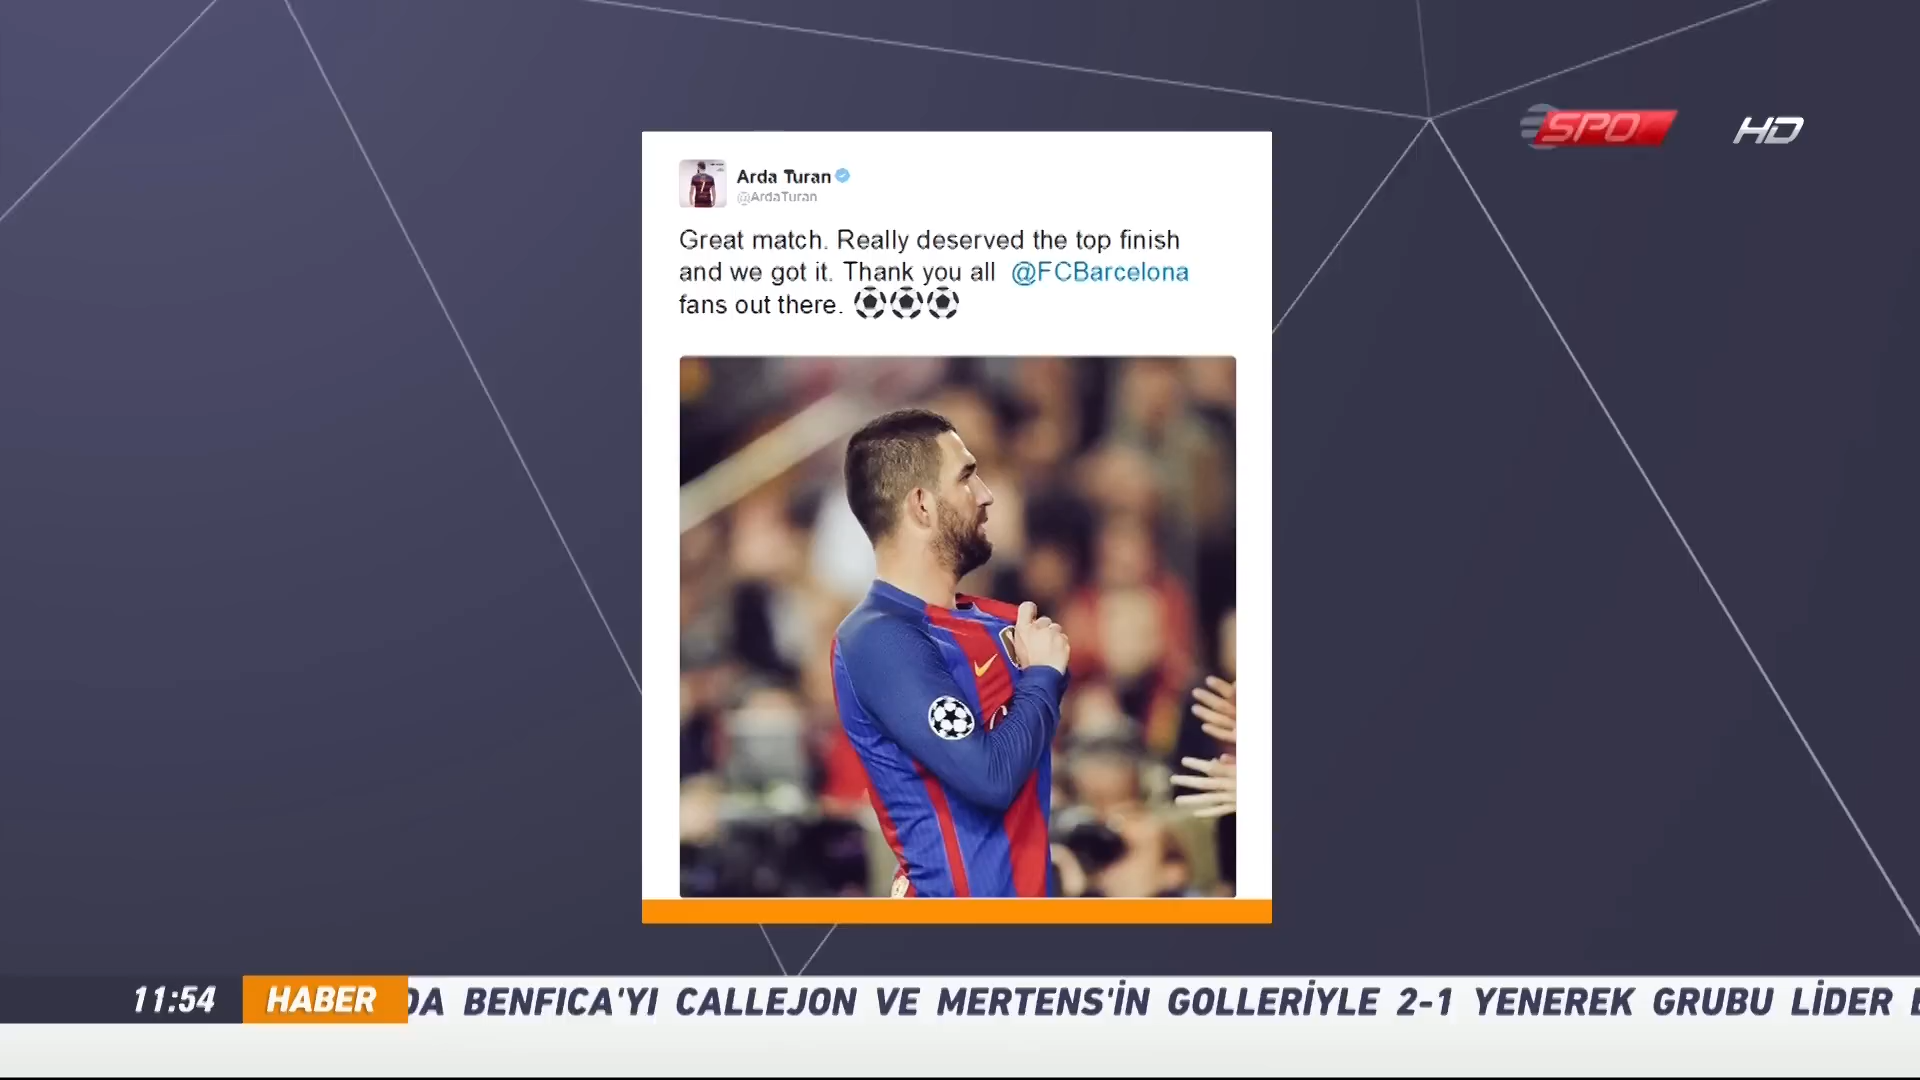 SPO
HD
Arda Turan
@ArdaTuran
Great match. Really deserved the top finish
and we got it. Thank you all @FCBarcelona
fans out there. ⚽⚽⚽
7
11:54 HABER DA BENFICA'YI CALLEJON VE MERTENS'İN GOLLERİYLE 2-1 YENEREK GRUBU LİDER